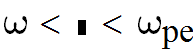 ω < ▮ < ωpe